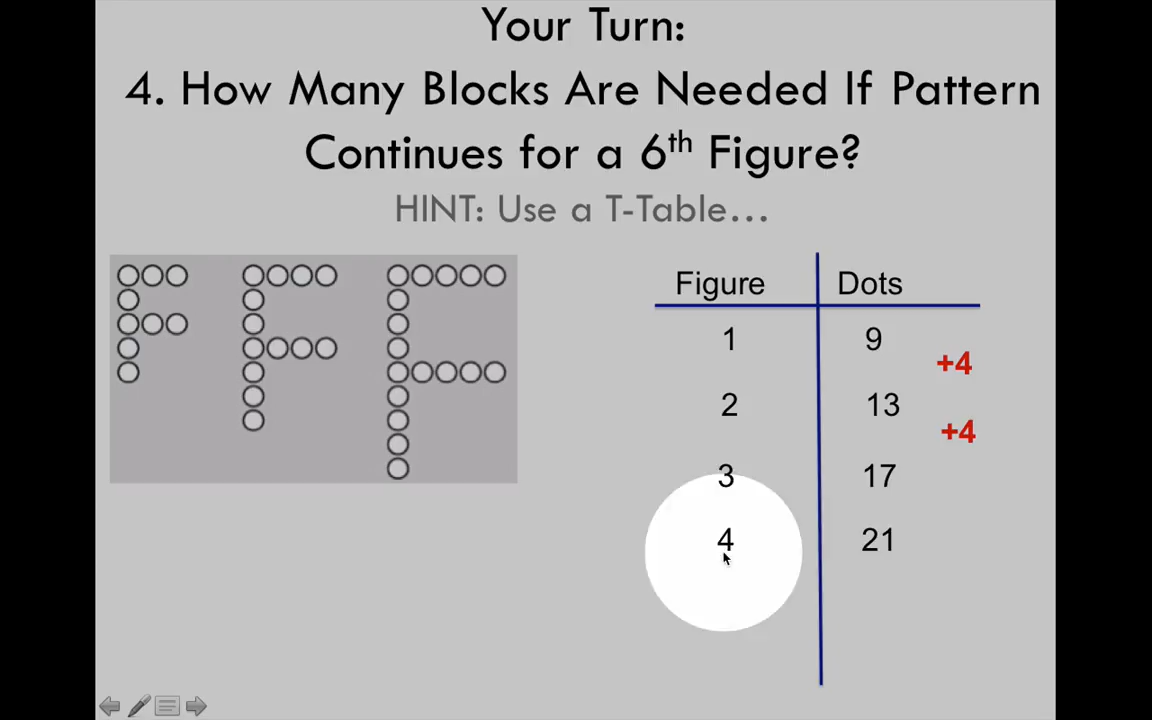 Your Turn:
4. How Many Blocks Are Needed If Pattern
Continues for a 6th Figure?
HINT: Use a T-Table...
Figure Dots
1 9
+4
2 13
+4
3 17
4 21